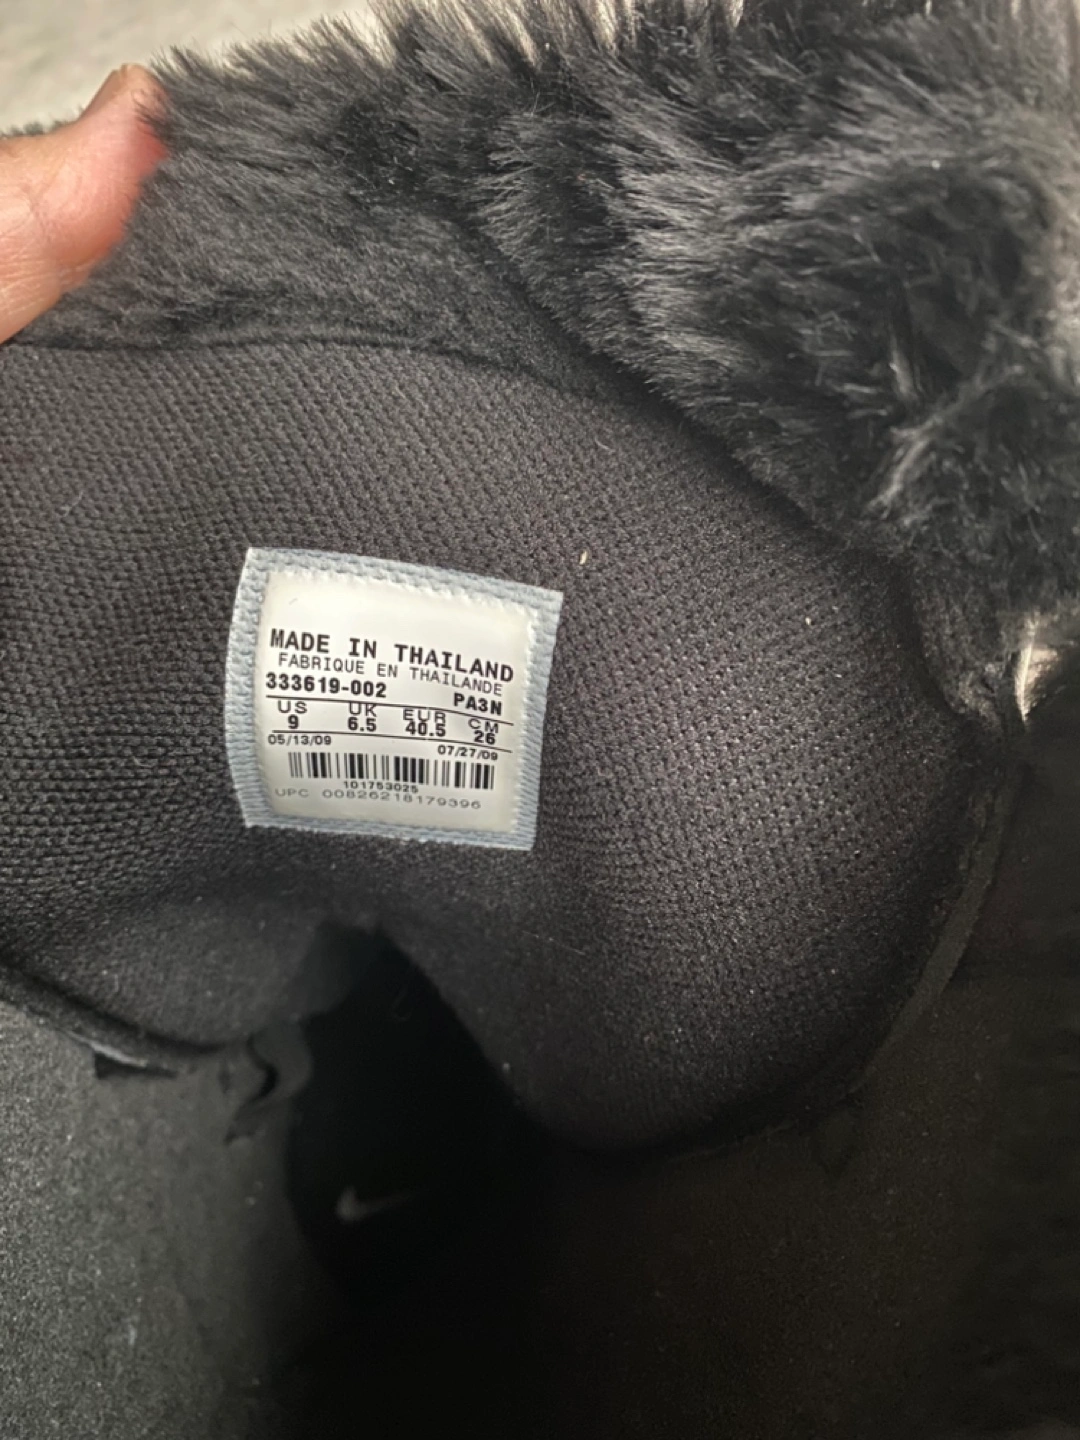 MADE IN THAILAND
FABRIQUE EN THAILANDE
333619-002 PA3N
US UK EUR CM
9 6.5 40.5 26
05/13/09 07/27/09
101753025
UPC 00826218179396